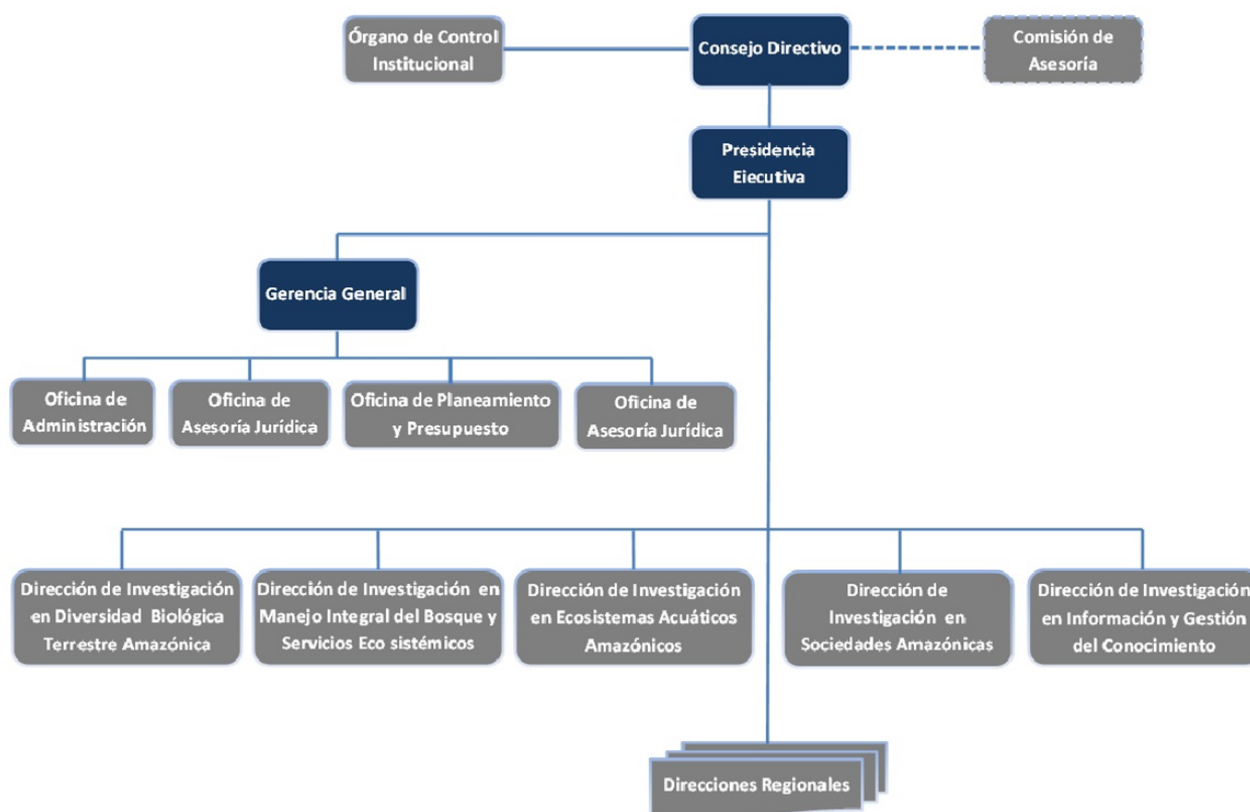 Órgano de Control
Institucional
Consejo Directivo
Comisión de
Asesoría
Presidencia
Ejecutiva
Gerencia General
Oficina de
Administración
Oficina de
Asesoría Jurídica
Oficina de Planeamiento
y Presupuesto
Oficina de
Asesoría Jurídica
Dirección de Investigación
en Diversidad Biológica
Terrestre Amazónica
Dirección de Investigación en
Manejo Integral del Bosque y
Servicios Eco sistémicos
Dirección de Investigación
en Ecosistemas Acuáticos
Amazónicos
Dirección de
Investigación en
Sociedades Amazónicas
Dirección de Investigación
en Información y Gestión
del Conocimiento
Direcciones Regionales